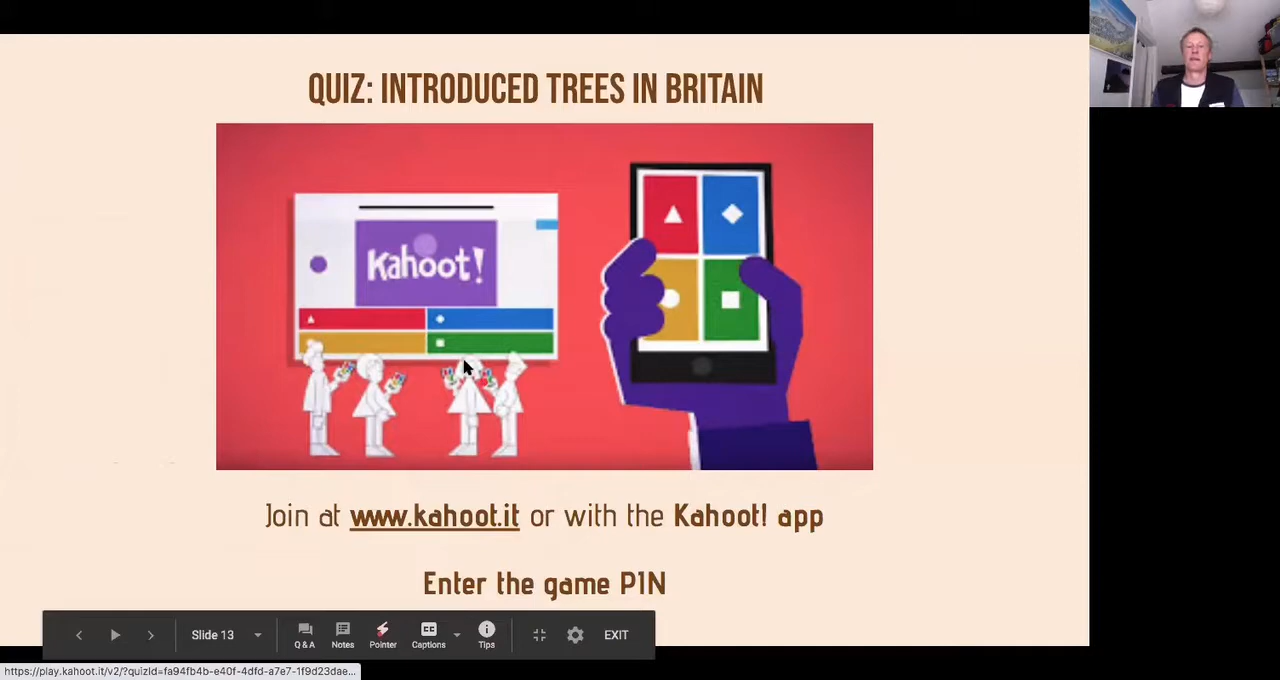 QUIZ: INTRODUCED TREES IN BRITAIN
Kahoot!
Join at www.kahoot.it or with the Kahoot! app
Enter the game PIN
Slide 13
Q & A
Notes
Pointer
CC
Captions
Tips
EXIT
https://play.kahoot.it/v2/?quizId=fa94fb4b-e40f-4dfd-a7e7-1f9d23dae...